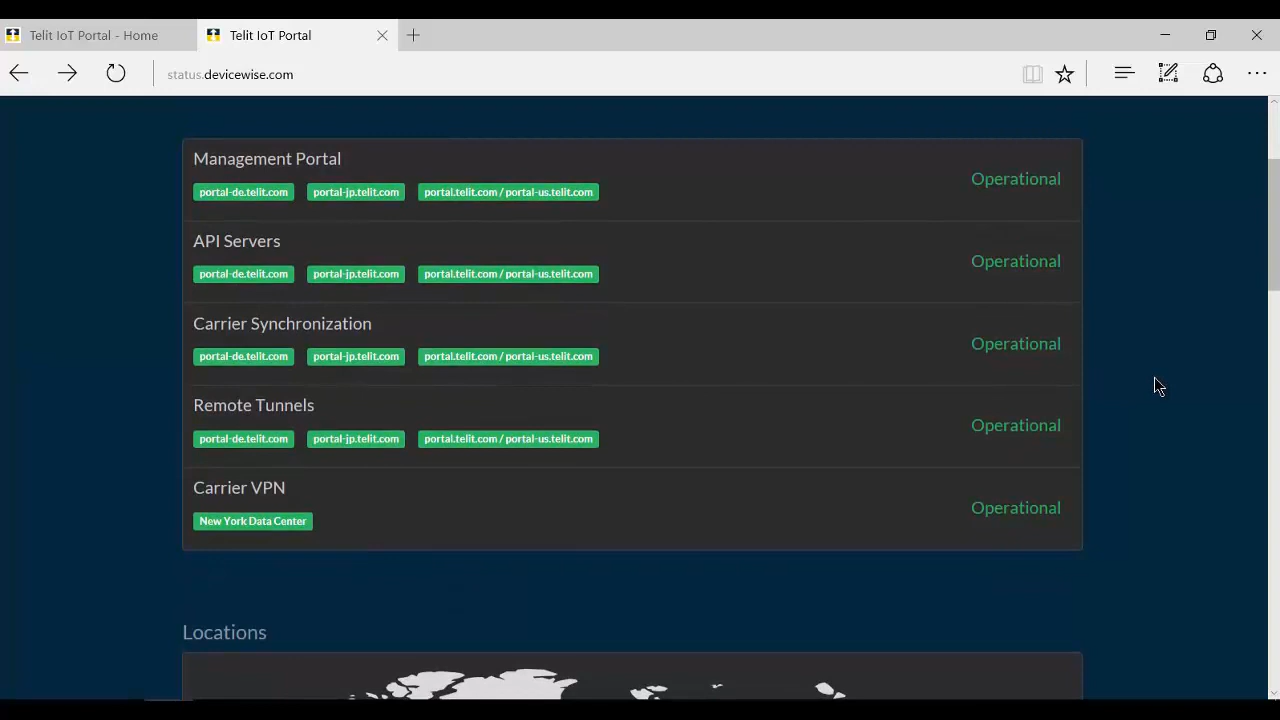 Telit IoT Portal - Home
Telit IoT Portal
status.devicewise.com
Management Portal
portal-de.telit.com portal-jp.telit.com portal.telit.com / portal-us.telit.com
Operational
API Servers
portal-de.telit.com portal-jp.telit.com portal.telit.com / portal-us.telit.com
Operational
Carrier Synchronization
portal-de.telit.com portal-jp.telit.com portal.telit.com / portal-us.telit.com
Operational
Remote Tunnels
portal-de.telit.com portal-jp.telit.com portal.telit.com / portal-us.telit.com
Operational
Carrier VPN
New York Data Center
Operational
Locations